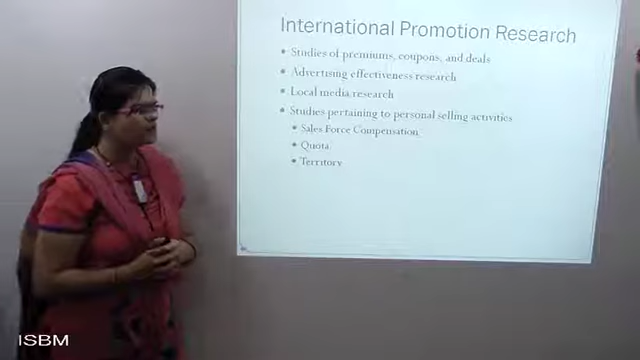 International Promotion Research
• Studies of premiums, coupons, and deals
• Advertising effectiveness research
• Local media research
• Studies pertaining to personal selling activities
• Sales Force Compensation
• Quota
• Territory
ISBM